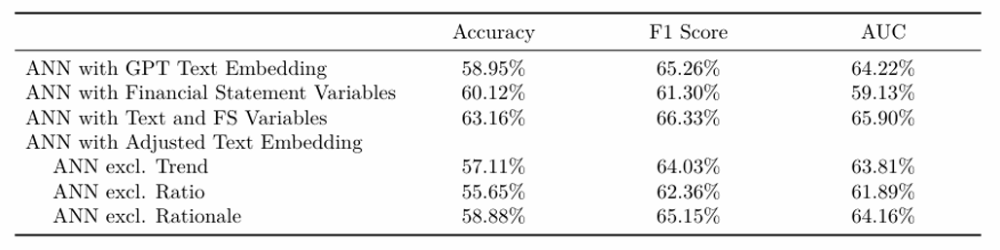 Accuracy F1 Score AUC
ANN with GPT Text Embedding 58.95% 65.26% 64.22%
ANN with Financial Statement Variables 60.12% 61.30% 59.13%
ANN with Text and FS Variables 63.16% 66.33% 65.90%
ANN with Adjusted Text Embedding
ANN excl. Trend 57.11% 64.03% 63.81%
ANN excl. Ratio 55.65% 62.36% 61.89%
ANN excl. Rationale 58.88% 65.15% 64.16%